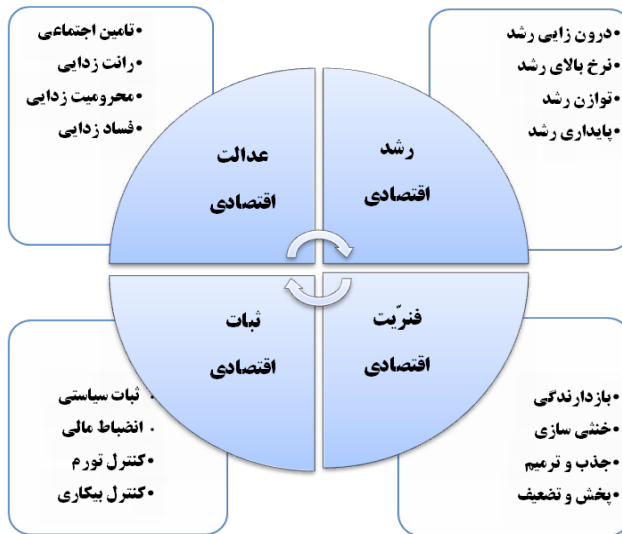 •درون زایی رشد
•نرخ بالای رشد
•توازن رشد
•پایداری رشد
•تامین اجتماعی
•رانت زدایی
•محرومیت زدایی
•فساد زدایی
رشد
اقتصادی
عدالت
اقتصادی
فنریّت
اقتصادی
ثبات
اقتصادی
•بازدارندگی
•خنثی سازی
•جذب و ترمیم
•پخش و تضعیف
• ثبات سیاستی
• انضباط مالی
•کنترل تورم
•کنترل بیکاری